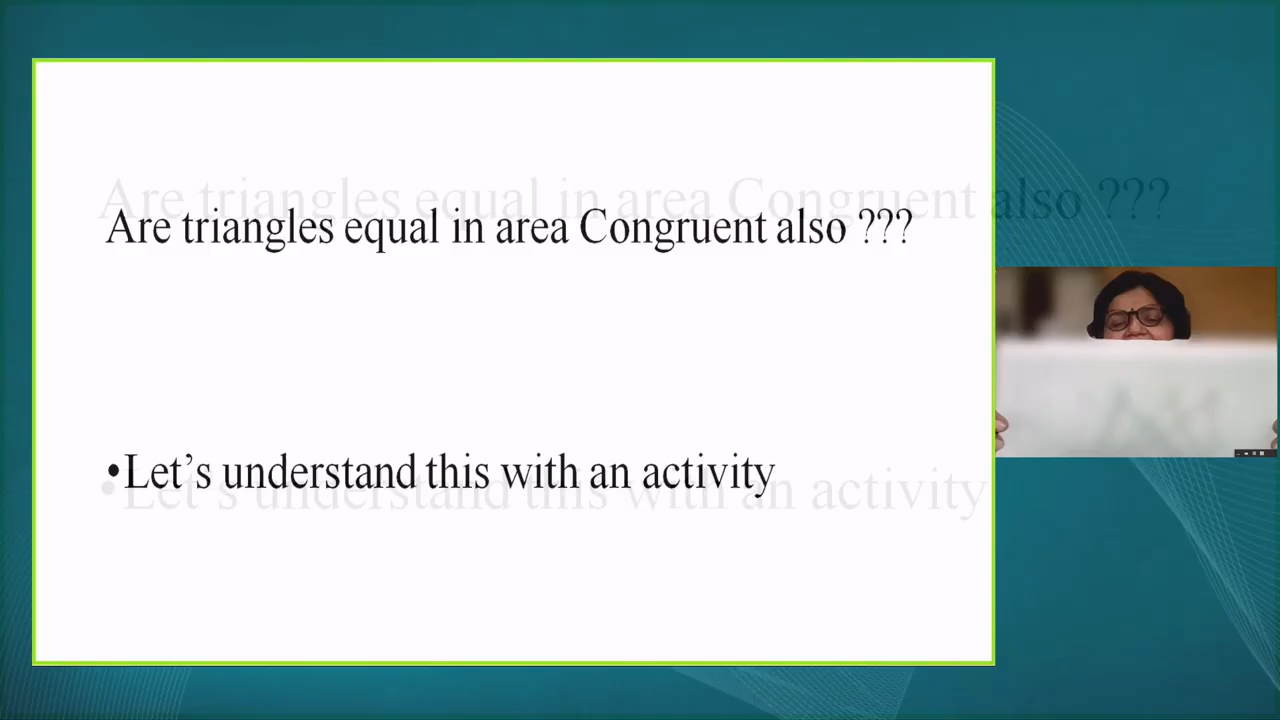 Are triangles equal in area Congruent also ???
•Let’s understand this with an activity